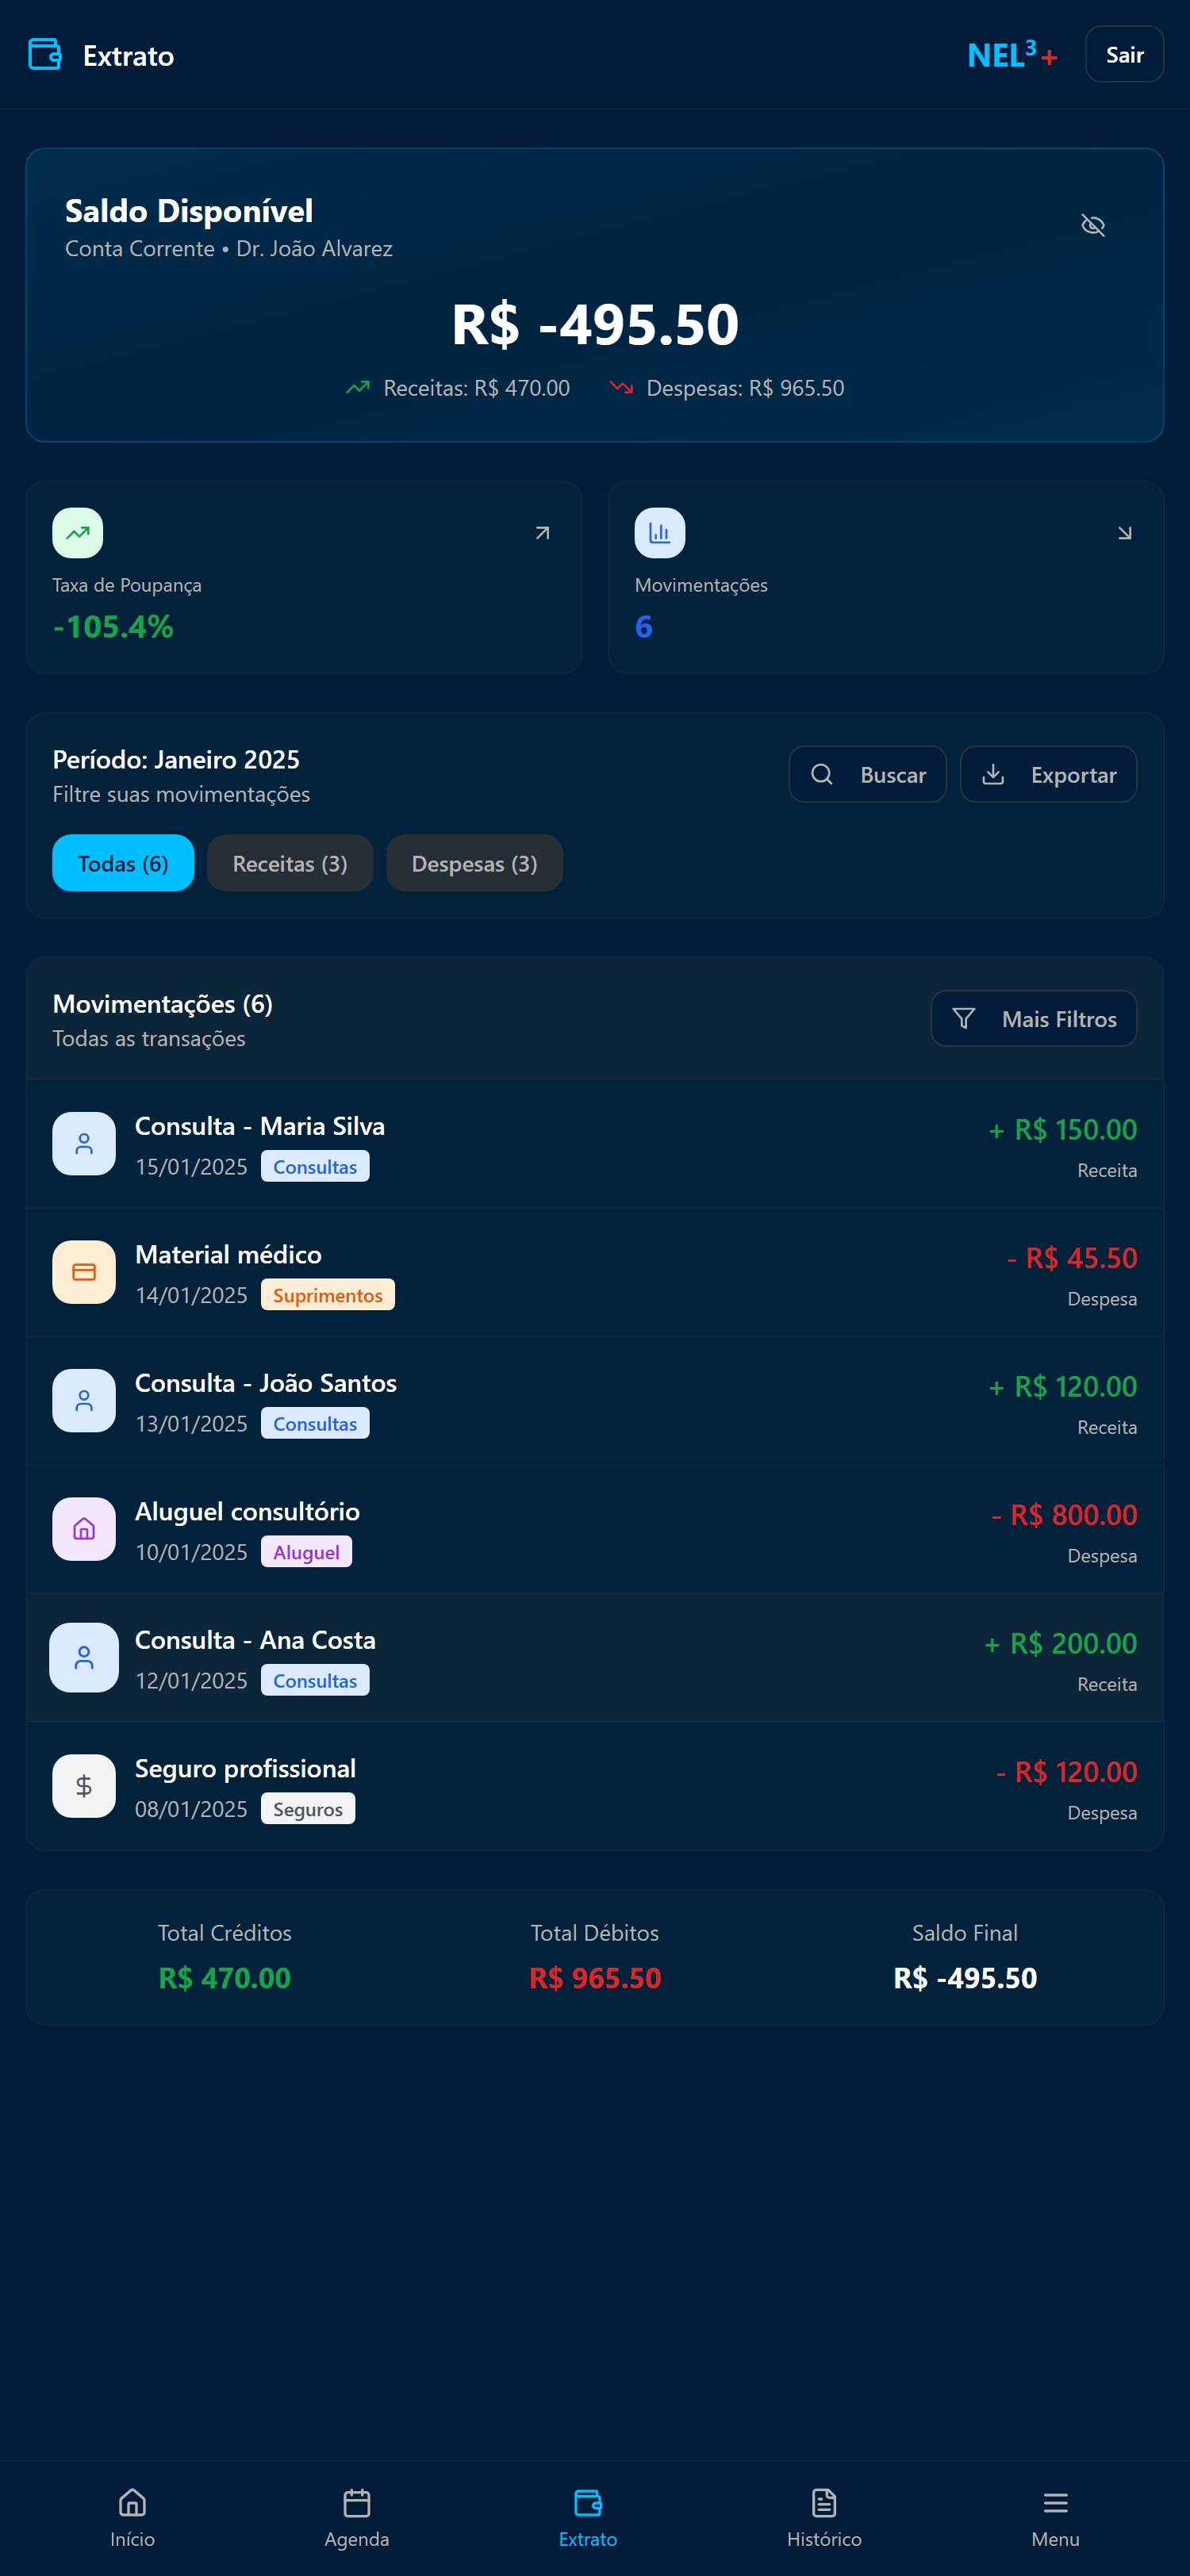 Extrato
NEL³+
Sair
Saldo Disponível
Conta Corrente • Dr. João Alvarez
R$ -495.50
Receitas: R$ 470.00
Despesas: R$ 965.50
Taxa de Poupança
-105.4%
Movimentações
6
Período: Janeiro 2025
Filtre suas movimentações
Buscar
Exportar
Todas (6)
Receitas (3)
Despesas (3)
Movimentações (6)
Todas as transações
Mais Filtros
Consulta - Maria Silva
15/01/2025 Consultas
+ R$ 150.00
Receita
Material médico
14/01/2025 Suprimentos
- R$ 45.50
Despesa
Consulta - João Santos
13/01/2025 Consultas
+ R$ 120.00
Receita
Aluguel consultório
10/01/2025 Aluguel
- R$ 800.00
Despesa
Consulta - Ana Costa
12/01/2025 Consultas
+ R$ 200.00
Receita
Seguro profissional
08/01/2025 Seguros
- R$ 120.00
Despesa
Total Créditos
R$ 470.00
Total Débitos
R$ 965.50
Saldo Final
R$ -495.50
Início
Agenda
Extrato
Histórico
Menu